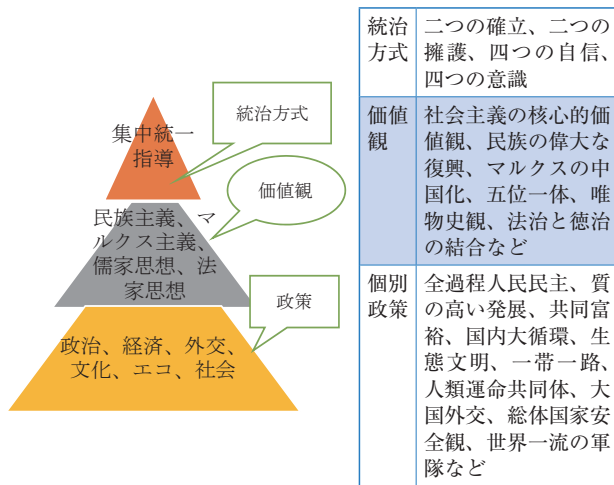 集中統一
指導
統治方式
民族主義、マ
ルクス主義、
儒家思想、法
家思想
価値観
政治、経済、外交、
文化、エコ、社会
政策
統治
方式
二つの確立、二つの
擁護、四つの自信、
四つの意識
価値
観
社会主義の核心的価
値観、民族の偉大な
復興、マルクスの中
国化、五位一体、唯
物史観、法治と徳治
の結合など
個別
政策
全過程人民民主、質
の高い発展、共同富
裕、国内大循環、生
態文明、一帯一路、
人類運命共同体、大
国外交、総体国家安
全観、世界一流の軍
隊など